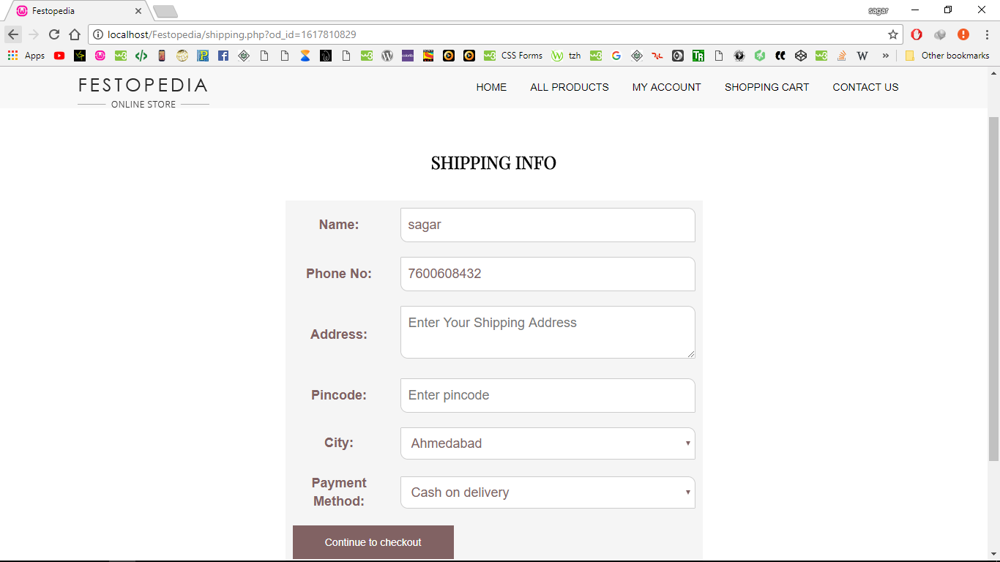 Festopedia
sagar
localhost/Festopedia/shipping.php?od_id=1617810829
Apps
CSS Forms
tzh
Other bookmarks
FESTOPEDIA
ONLINE STORE
HOME
ALL PRODUCTS
MY ACCOUNT
SHOPPING CART
CONTACT US
SHIPPING INFO
Name:
sagar
Phone No:
7600608432
Address:
Enter Your Shipping Address
Pincode:
Enter pincode
City:
Ahmedabad
Payment
Method:
Cash on delivery
Continue to checkout